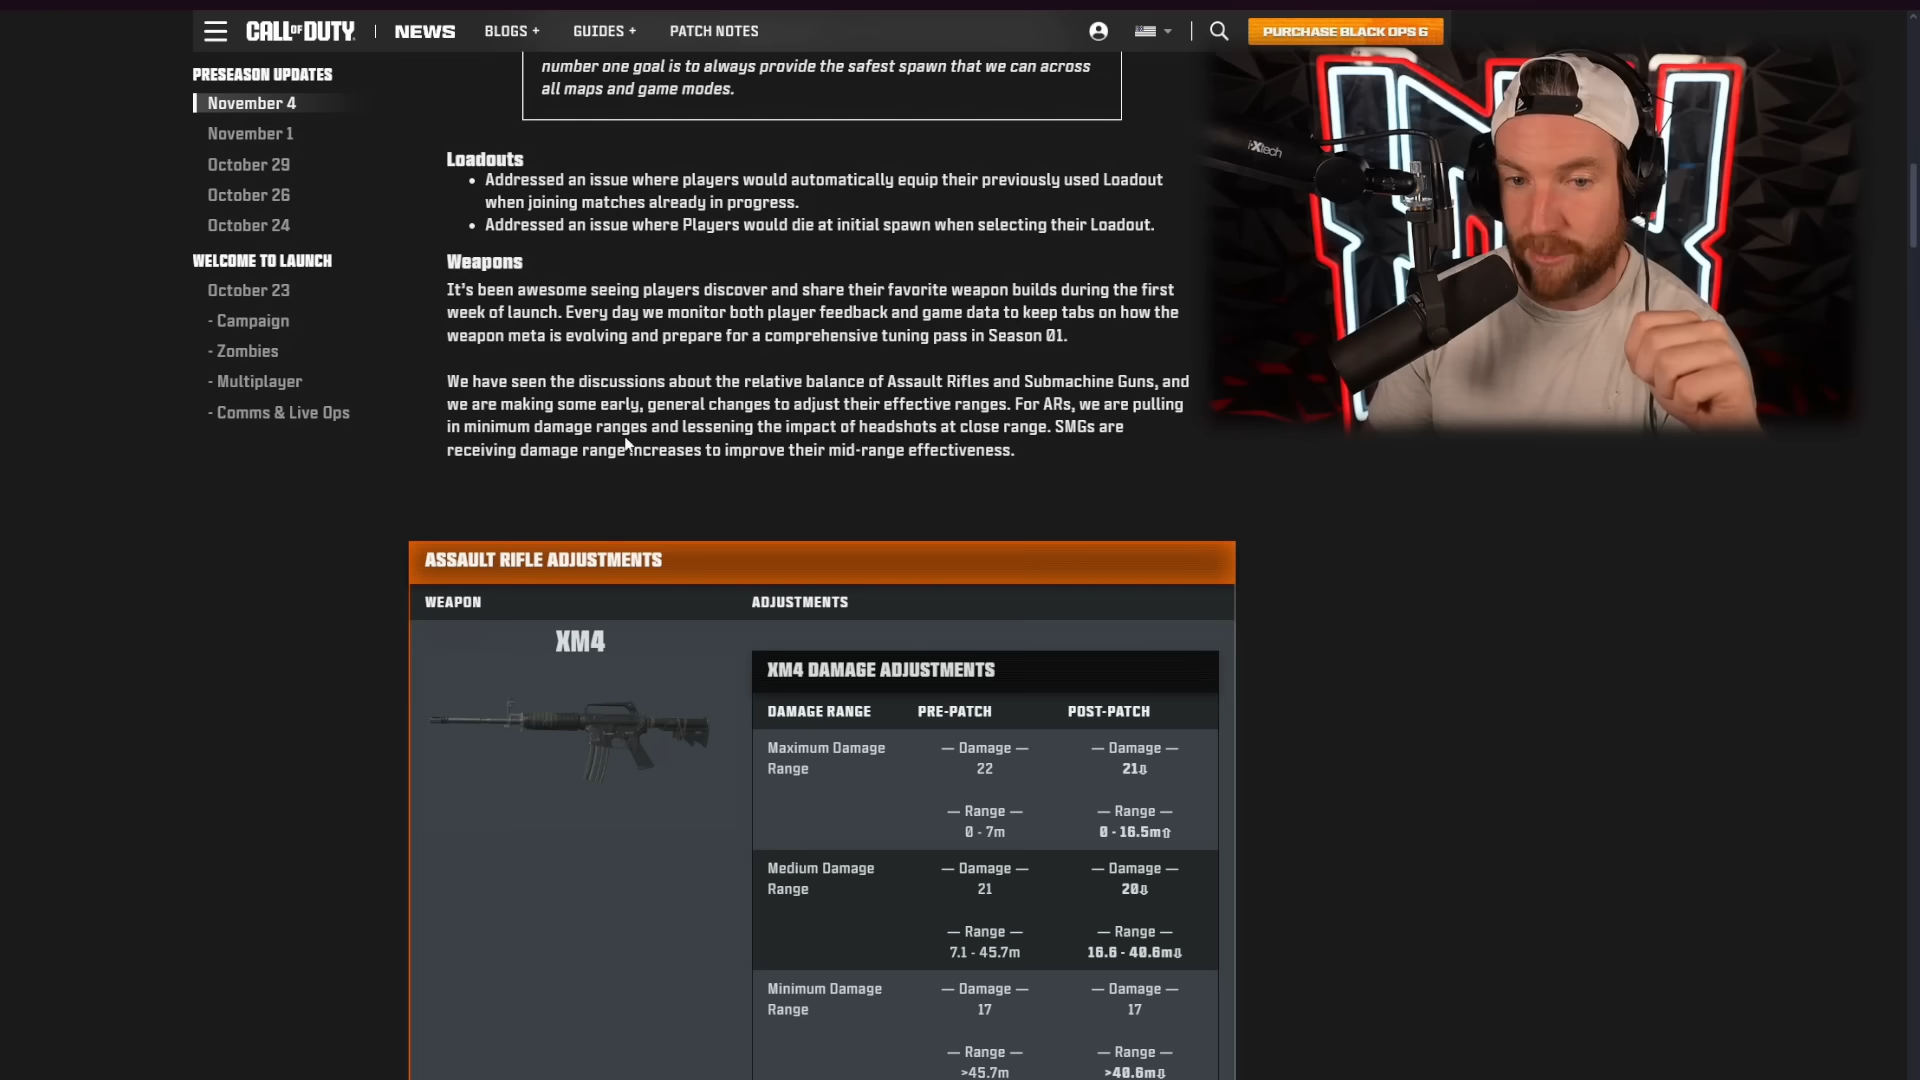 CALL OF DUTY
NEWS
BLOGS +
GUIDES +
PATCH NOTES
PURCHASE BLACK OPS 6
PRESEASON UPDATES
November 4
November 1
October 29
October 26
October 24
WELCOME TO LAUNCH
October 23
- Campaign
- Zombies
- Multiplayer
- Comms & Live Ops
number one goal is to always provide the safest spawn that we can across
all maps and game modes.
Loadouts
• Addressed an issue where players would automatically equip their previously used Loadout
when joining matches already in progress.
• Addressed an issue where Players would die at initial spawn when selecting their Loadout.
Weapons
It's been awesome seeing players discover and share their favorite weapon builds during the first
week of launch. Every day we monitor both player feedback and game data to keep tabs on how the
weapon meta is evolving and prepare for a comprehensive tuning pass in Season 01.
We have seen the discussions about the relative balance of Assault Rifles and Submachine Guns, and
we are making some early, general changes to adjust their effective ranges. For ARs, we are pulling
in minimum damage ranges and lessening the impact of headshots at close range. SMGs are
receiving damage range increases to improve their mid-range effectiveness.
ASSAULT RIFLE ADJUSTMENTS
WEAPON ADJUSTMENTS
XM4
XM4 DAMAGE ADJUSTMENTS
DAMAGE RANGE PRE-PATCH POST-PATCH
Maximum Damage — Damage — — Damage —
Range 22 21⇩
— Range — — Range —
0 - 7m 0 - 16.5m⇧
Medium Damage — Damage — — Damage —
Range 21 20⇩
— Range — — Range —
7.1 - 45.7m 16.6 - 40.6m⇩
Minimum Damage — Damage — — Damage —
Range 17 17
— Range — — Range —
>45.7m >40.6m⇩